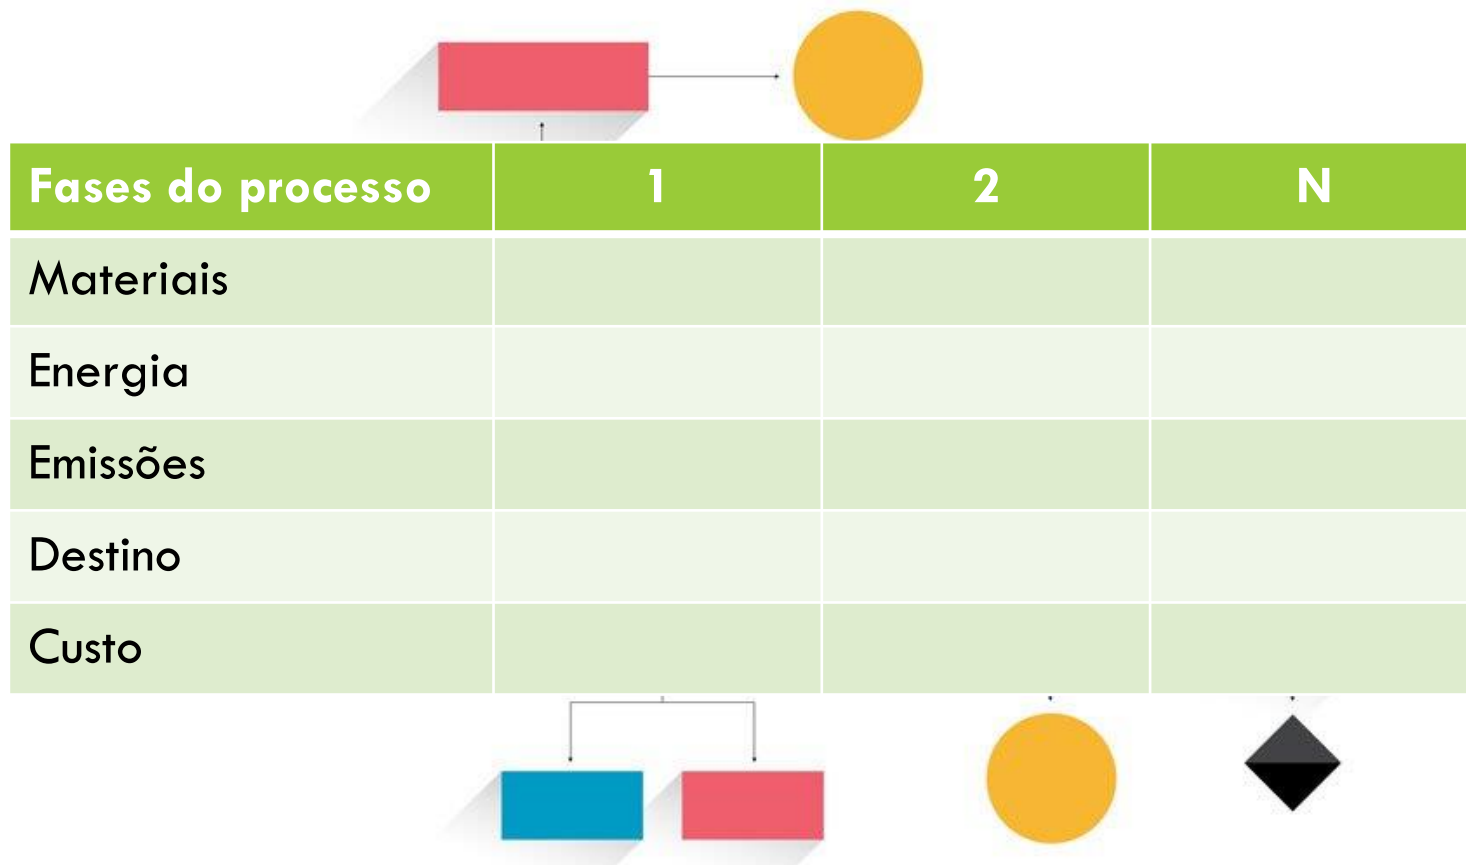 Fases do processo 1 2 N
Materiais
Energia
Emissões
Destino
Custo